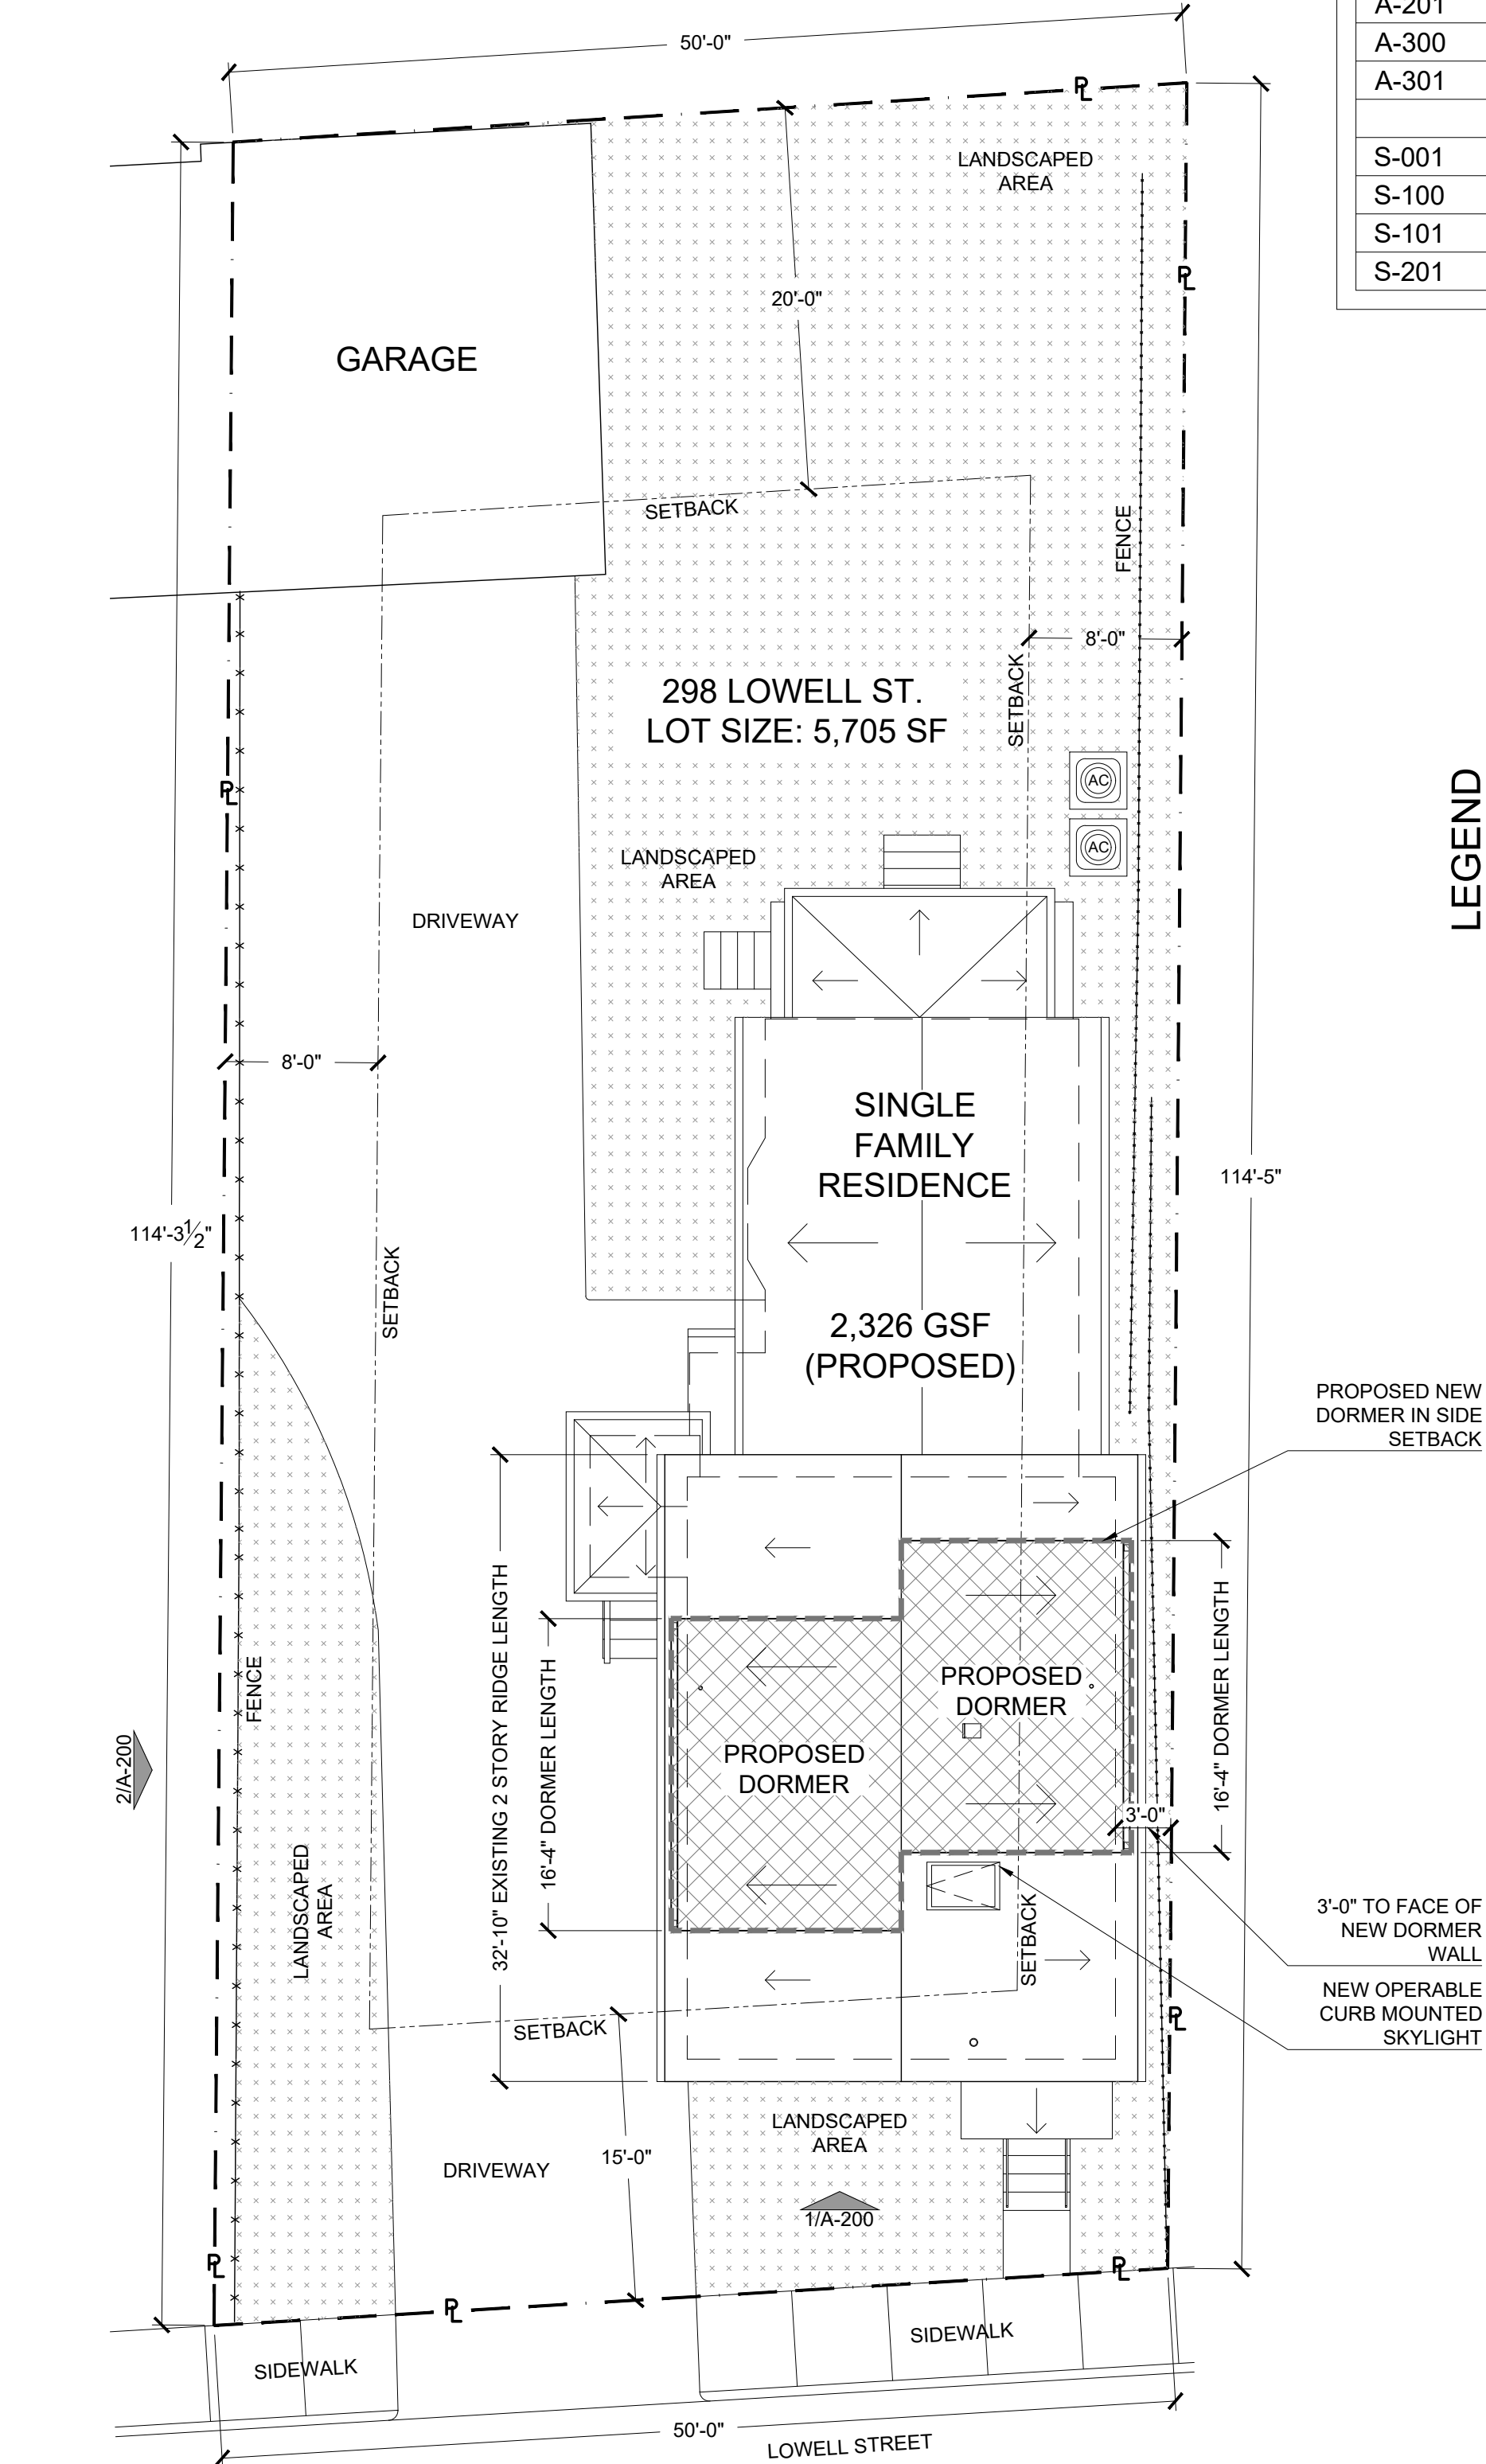 A-201
50'-0"
A-300
A-301
LANDSCAPED
AREA
S-001
S-100
S-101
S-201
20'-0"
GARAGE
SETBACK
FENCE
8'-0"
298 LOWELL ST.
LOT SIZE: 5,705 SF
SETBACK
AC
AC
LEGEND
LANDSCAPED
AREA
DRIVEWAY
8'-0"
SINGLE
FAMILY
RESIDENCE
114'-5"
114'-3 1/2"
SETBACK
2,326 GSF
(PROPOSED)
PROPOSED NEW
DORMER IN SIDE
SETBACK
32'-10" EXISTING 2 STORY RIDGE LENGTH
16'-4" DORMER LENGTH
16'-4" DORMER LENGTH
FENCE
PROPOSED
DORMER
PROPOSED
DORMER
2/A-200
3'-0"
LANDSCAPED
AREA
3'-0" TO FACE OF
NEW DORMER
WALL
SETBACK
NEW OPERABLE
CURB MOUNTED
SKYLIGHT
SETBACK
LANDSCAPED
AREA
15'-0"
DRIVEWAY
1/A-200
PL
PL
PL
PL
PL
PL
PL
SIDEWALK
SIDEWALK
50'-0"
LOWELL STREET